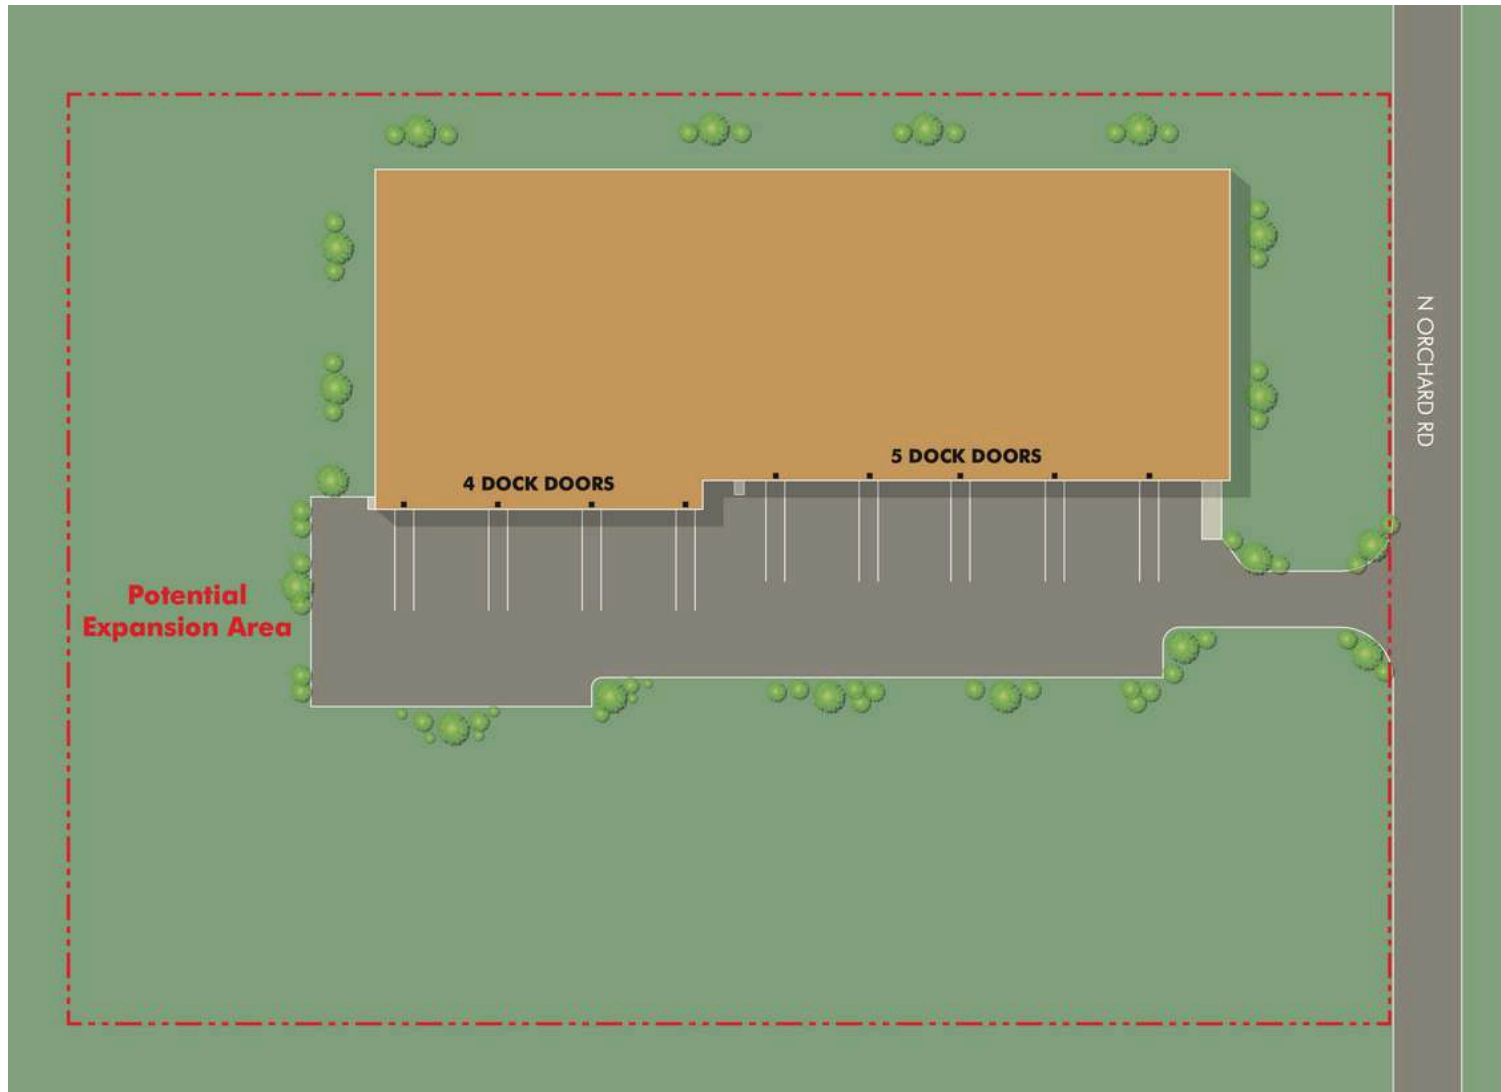 N ORCHARD RD
5 DOCK DOORS
4 DOCK DOORS
Potential
Expansion Area